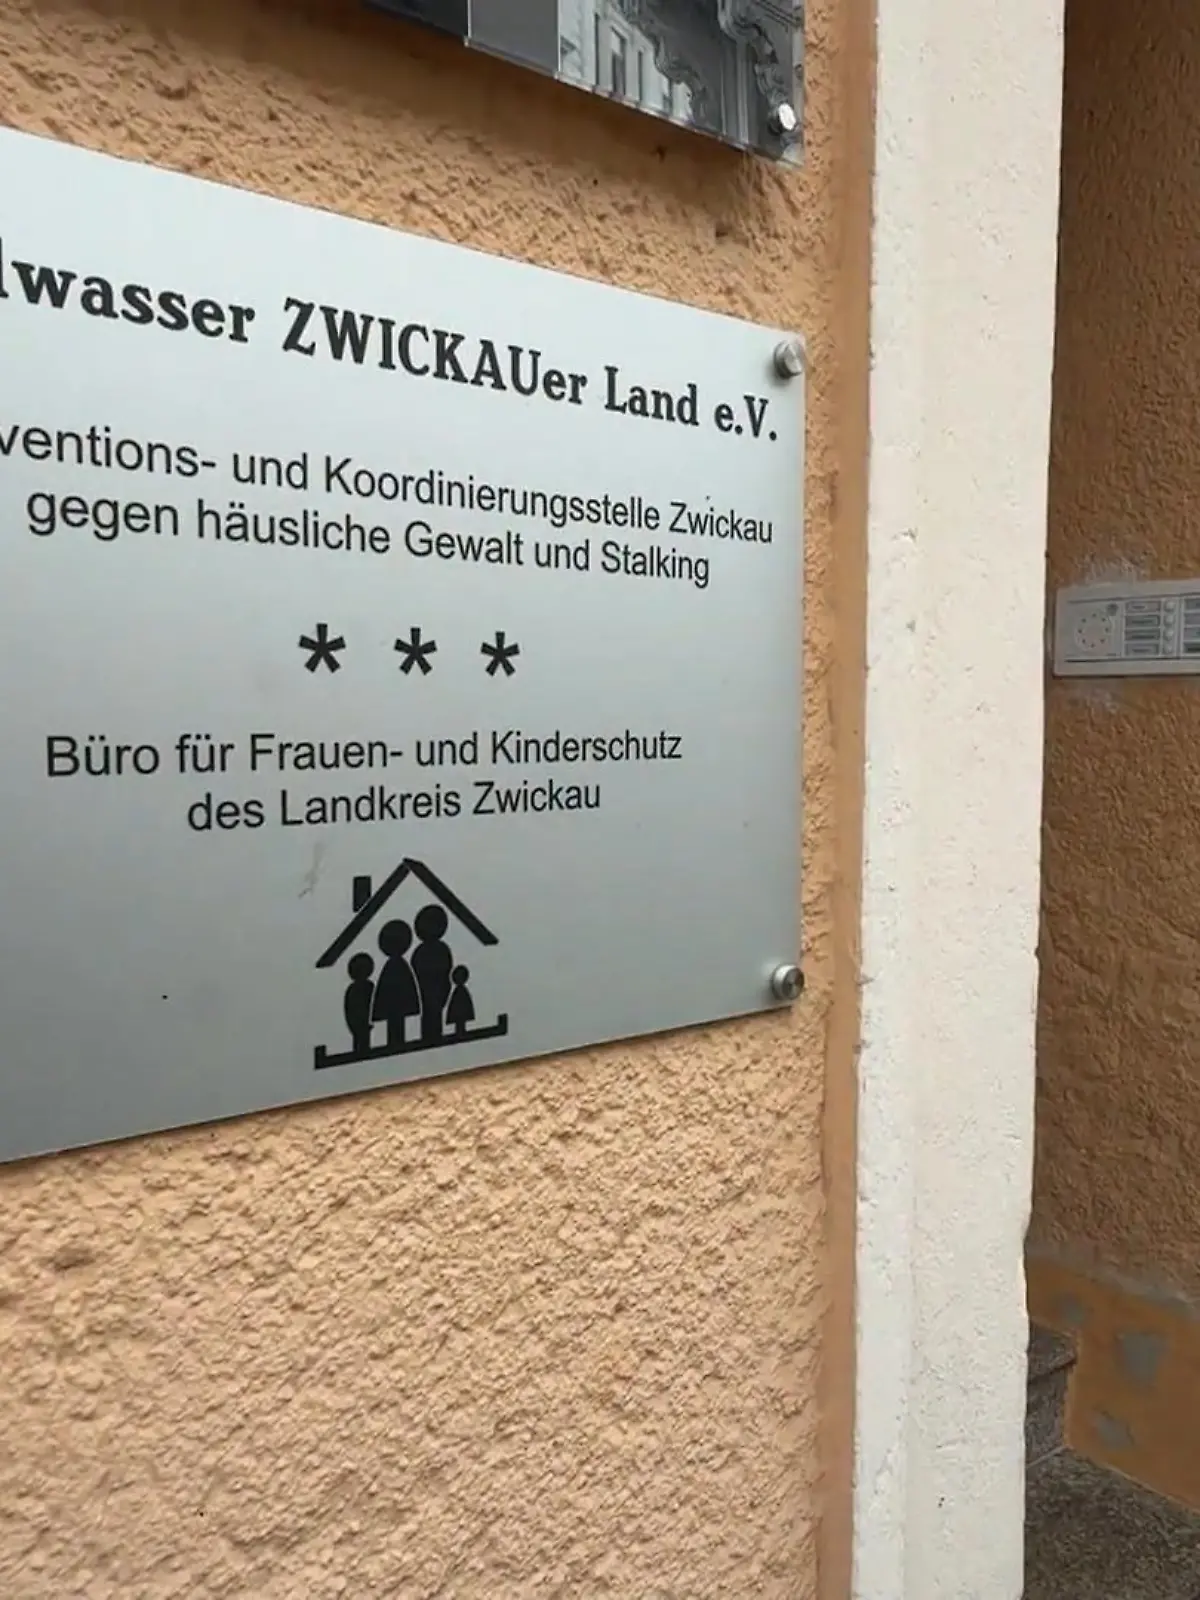 lwasser ZWICKAUer Land e.V.
ventions- und Koordinierungsstelle Zwickau
gegen häusliche Gewalt und Stalking
* * *
Büro für Frauen- und Kinderschutz
des Landkreis Zwickau